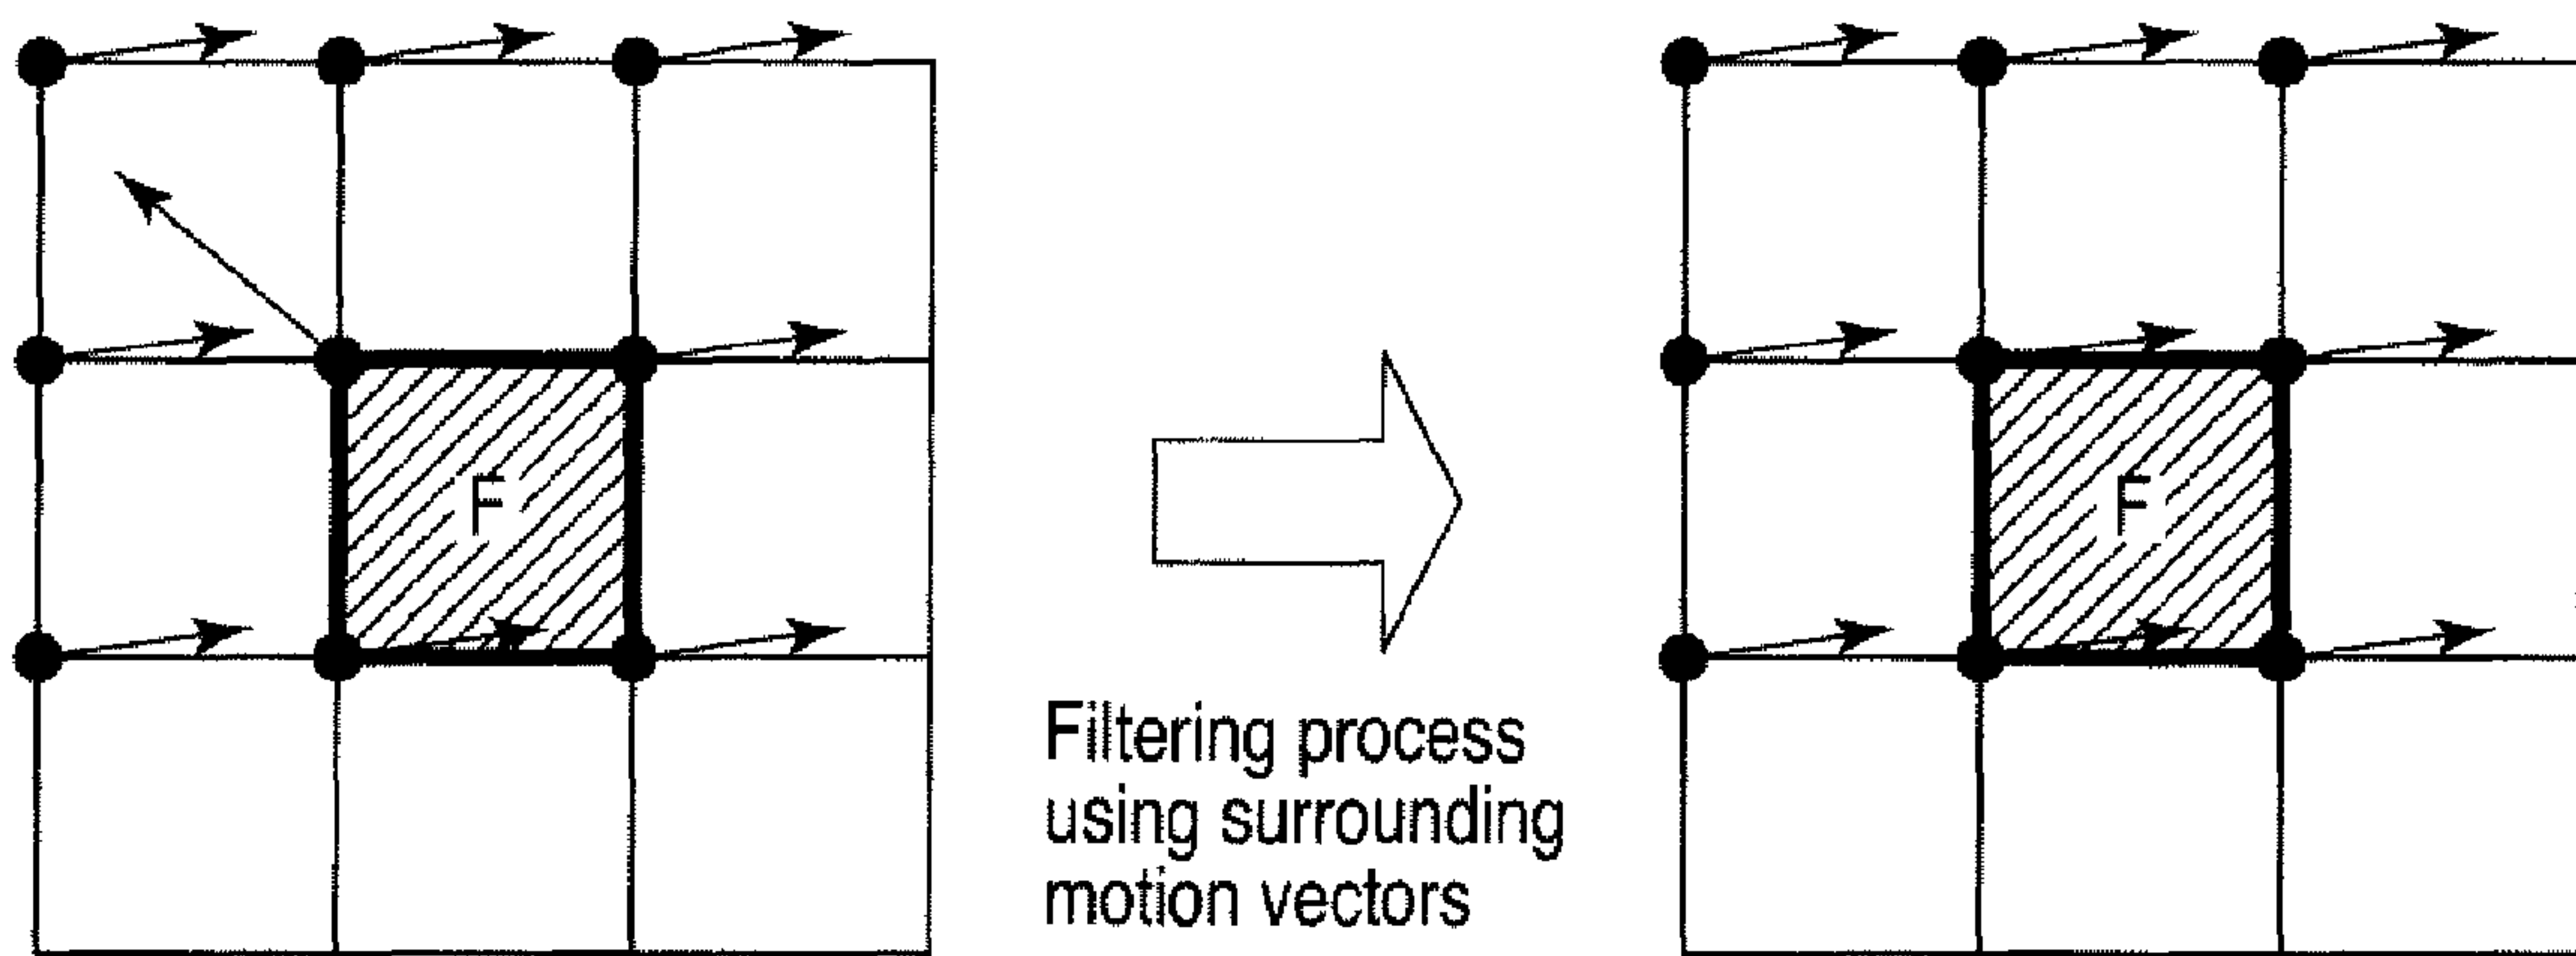 F
Filtering process
using surrounding
motion vectors
F